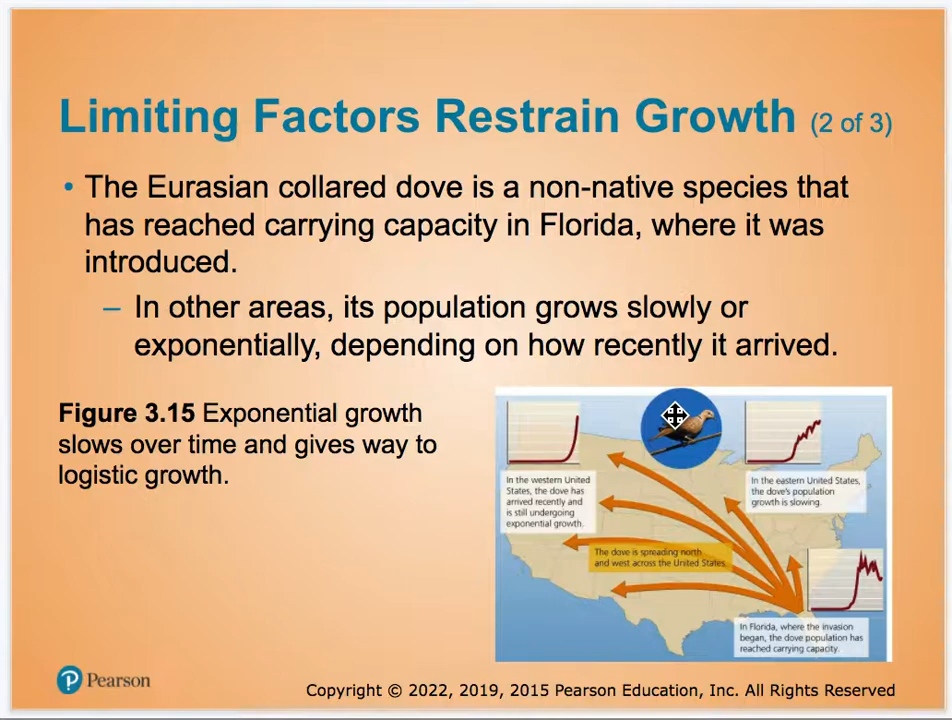 Limiting Factors Restrain Growth (2 of 3)
• The Eurasian collared dove is a non-native species that
has reached carrying capacity in Florida, where it was
introduced.
– In other areas, its population grows slowly or
exponentially, depending on how recently it arrived.
Figure 3.15 Exponential growth
slows over time and gives way to
logistic growth.
In the western United
States, the dove has
arrived recently and
is still undergoing
exponential growth.
In the eastern United States,
the dove's population
growth is slowing.
The dove is spreading north
and west across the United States.
In Florida, where the invasion
began, the dove population has
reached carrying capacity.
Pearson
Copyright © 2022, 2019, 2015 Pearson Education, Inc. All Rights Reserved